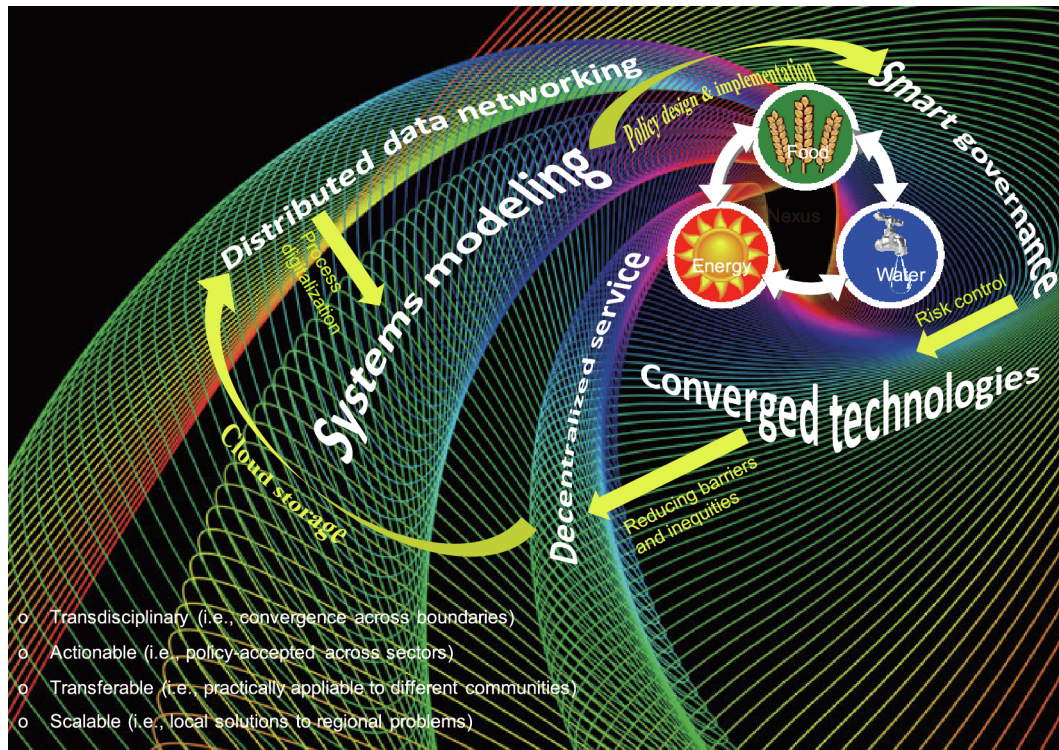 Distributed data networking
Policy design & implementation
Smart governance
Food
Nexus
Energy
Water
Process
digitalization
Systems modeling
Decentralized service
Risk control
Converged technologies
Cloud storage
Reducing barriers
and inequities
o Transdisciplinary (i.e., convergence across boundaries)
o Actionable (i.e., policy-accepted across sectors)
o Transferable (i.e., practically appliable to different communities)
o Scalable (i.e., local solutions to regional problems)